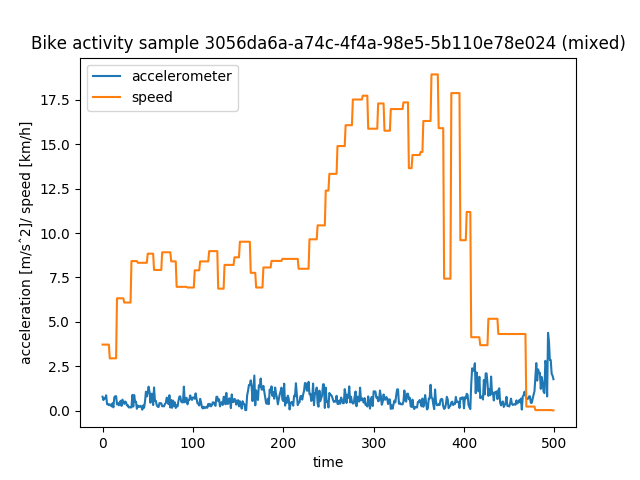 Bike activity sample 3056da6a-a74c-4f4a-98e5-5b110e78e024 (mixed)
accelerometer
speed
17.5
15.0
12.5
10.0
7.5
5.0
2.5
0.0
acceleration [m/s^2]/ speed [km/h]
0
100
200
300
400
500
time